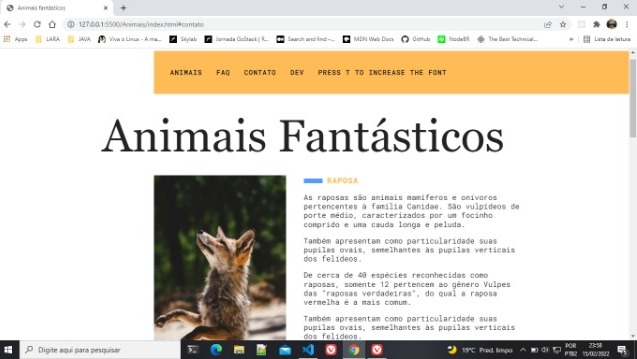 Animais fantásticos
127.0.0.1:5500/Animais/index.html#contato
Apps LARA JAVA Viva o Linux - A ma... Skylab Jornada GoStack | R... Search and find –... MDN Web Docs GitHub NodeBR The Best Technical... Lista de leitura
ANIMAIS FAQ CONTATO DEV PRESS T TO INCREASE THE FONT
Animais Fantásticos
RAPOSA
As raposas são animais mamíferos e onívoros
pertencentes à família Canidae. São vulpídeos de
porte médio, caracterizados por um focinho
comprido e uma cauda longa e peluda.
Também apresentam como particularidade suas
pupilas ovais, semelhantes às pupilas verticais
dos felídeos.
De cerca de 40 espécies reconhecidas como
raposas, somente 12 pertencem ao gênero Vulpes
das "raposas verdadeiras", do qual a raposa
vermelha é a mais comum.
Também apresentam como particularidade suas
pupilas ovais, semelhantes às pupilas verticais
dos felídeos.
Digite aqui para pesquisar
19°C Pred. limpo
POR
PTB2
23:58
15/02/2022